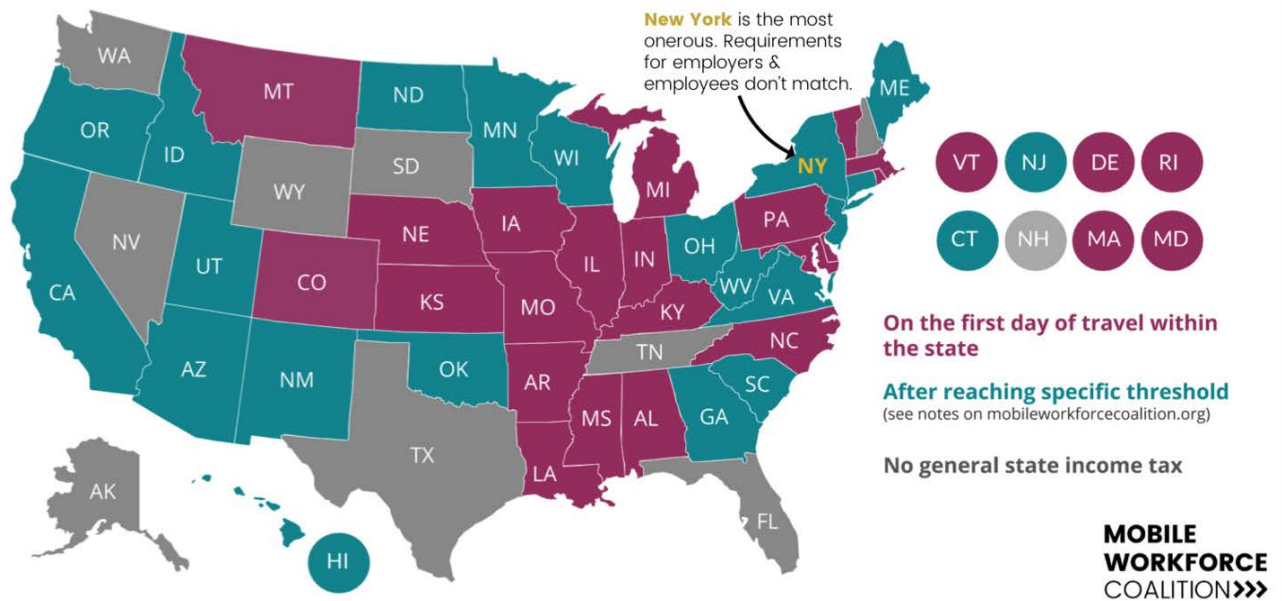 New York is the most
onerous. Requirements
for employers &
employees don't match.
WA
MT
ND
MN
OR
ID
WI
SD
WY
MI
NY
ME
NV
NE
IA
PA
UT
CO
KS
IL
IN
OH
CA
MO
WV
VA
KY
AZ
NM
OK
AR
TN
NC
SC
MS
AL
GA
TX
LA
AK
FL
HI
VT
NJ
DE
RI
CT
NH
MA
MD
On the first day of travel within
the state
After reaching specific threshold
(see notes on mobileworkforcecoalition.org)
No general state income tax
MOBILE
WORKFORCE
COALITION>>>